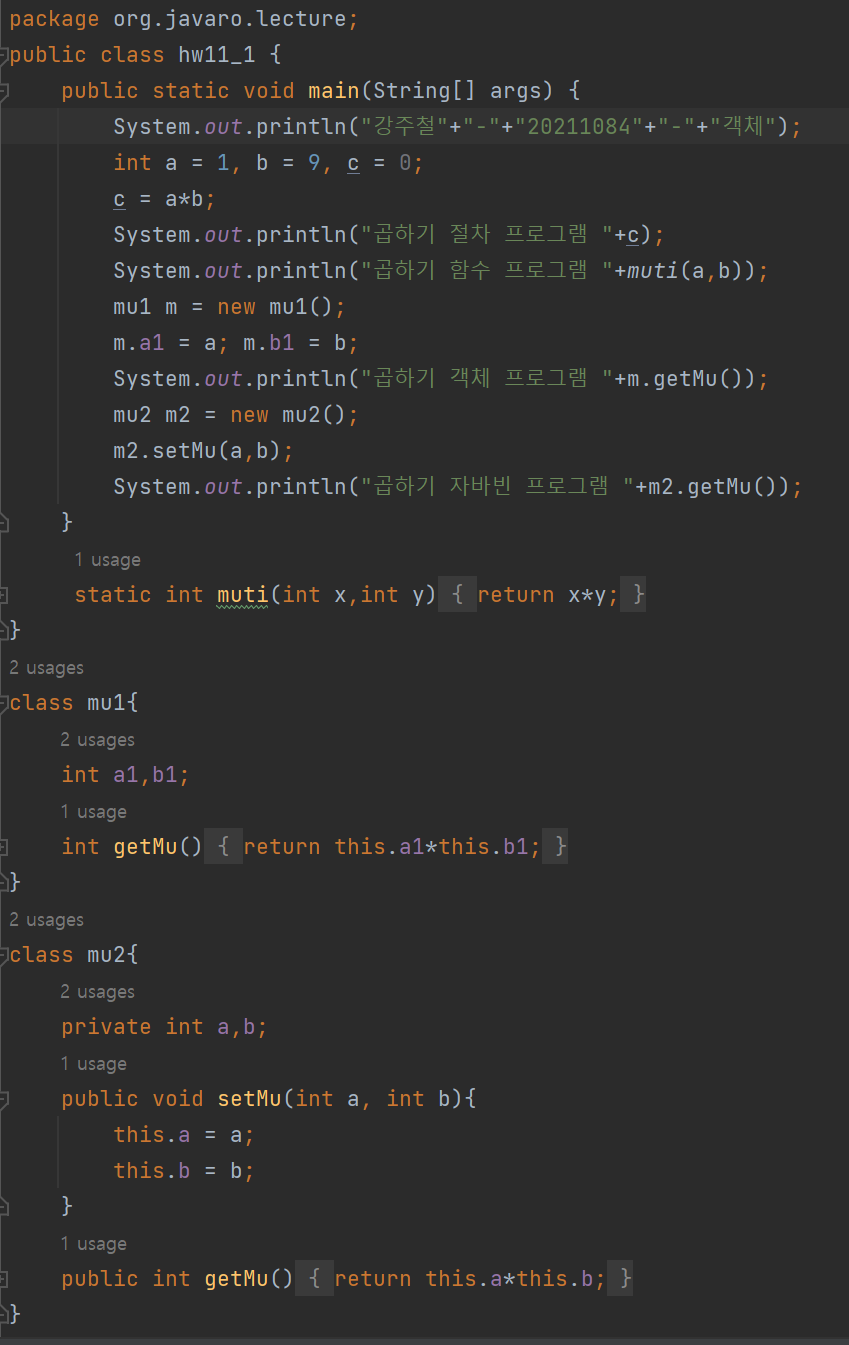 package org.javaro.lecture;
public class hw11_1 {
public static void main(String[] args) {
System.out.println("강주철"+"-"+"20211084"+"-"+"객체");
int a = 1, b = 9, c = 0;
c = a*b;
System.out.println("곱하기 절차 프로그램 "+c);
System.out.println("곱하기 함수 프로그램 "+muti(a,b));
mu1 m = new mu1();
m.a1 = a; m.b1 = b;
System.out.println("곱하기 객체 프로그램 "+m.getMu());
mu2 m2 = new mu2();
m2.setMu(a,b);
System.out.println("곱하기 자바빈 프로그램 "+m2.getMu());
}
1 usage
static int muti(int x,int y) { return x*y; }
}
2 usages
class mu1{
2 usages
int a1,b1;
1 usage
int getMu() { return this.a1*this.b1; }
}
2 usages
class mu2{
2 usages
private int a,b;
1 usage
public void setMu(int a, int b){
this.a = a;
this.b = b;
}
1 usage
public int getMu() { return this.a*this.b; }
}